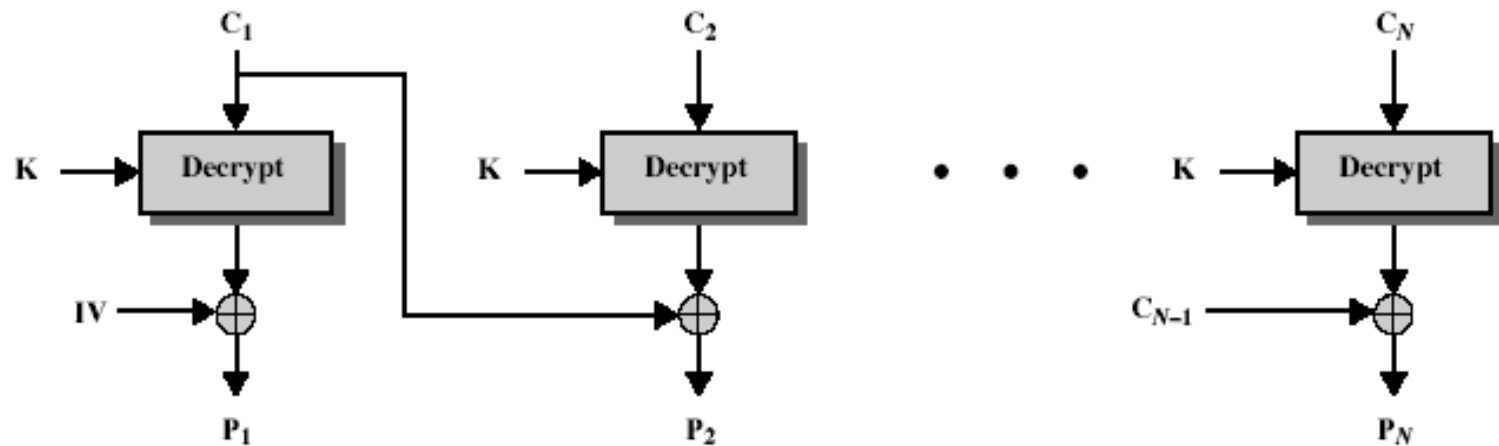 C1 C2 CN
K Decrypt K Decrypt • • • K Decrypt
IV CN–1
P1 P2 PN